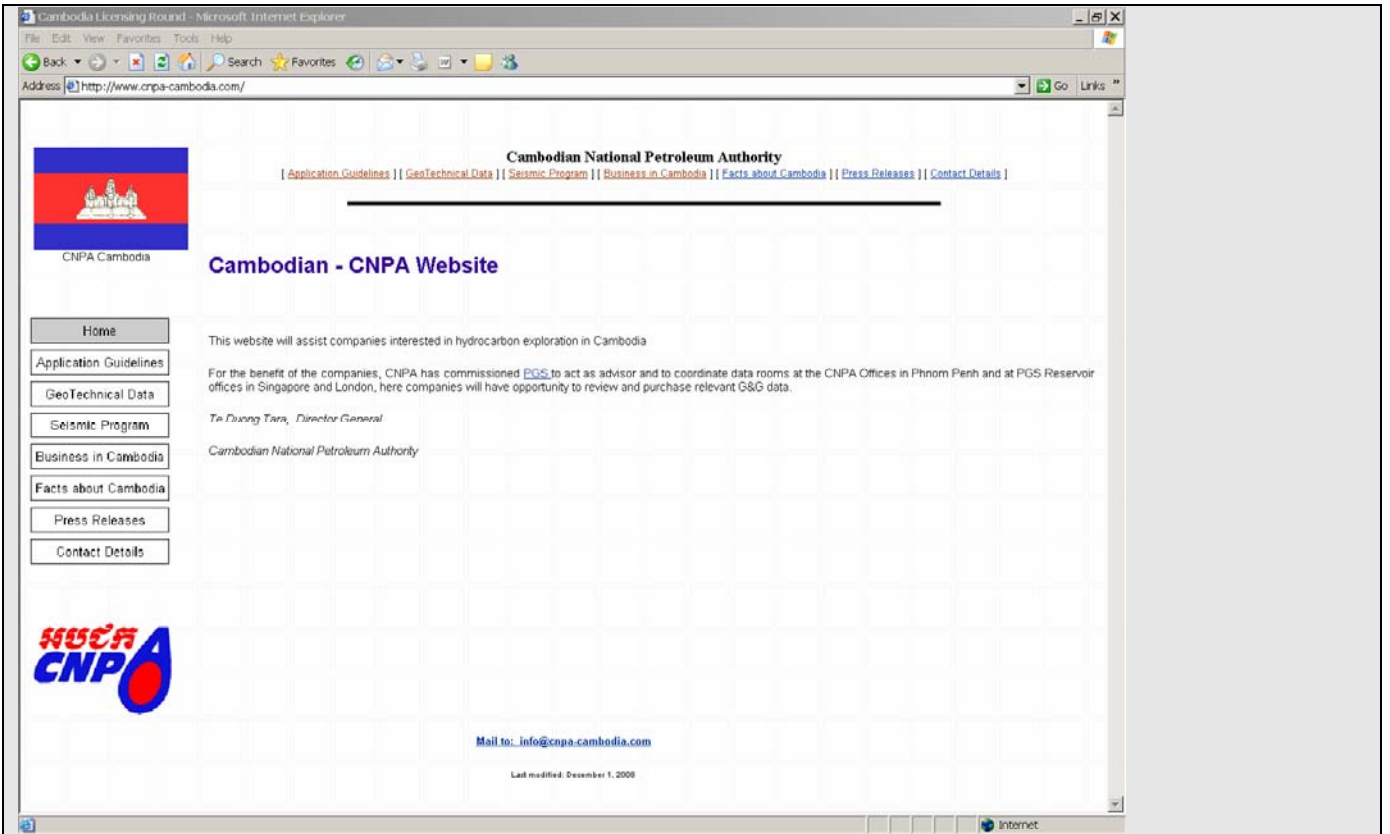 Cambodia Licensing Round - Microsoft Internet Explorer
File Edit View Favorites Tools Help
Back Search Favorites
Address http://www.cnpa-cambodia.com/ Go Links »
Cambodian National Petroleum Authority
[ Application Guidelines ] [ GeoTechnical Data ] [ Seismic Program ] [ Business in Cambodia ] [ Facts about Cambodia ] [ Press Releases ] [ Contact Details ]
CNPA Cambodia
Cambodian - CNPA Website
Home
Application Guidelines
GeoTechnical Data
Seismic Program
Business in Cambodia
Facts about Cambodia
Press Releases
Contact Details
This website will assist companies interested in hydrocarbon exploration in Cambodia
For the benefit of the companies, CNPA has commissioned PGS to act as advisor and to coordinate data rooms at the CNPA Offices in Phnom Penh and at PGS Reservoir
offices in Singapore and London, here companies will have opportunity to review and purchase relevant G&G data.
Te Duong Tara, Director General
Cambodian National Petroleum Authority
អបជក
CNPA
Mail to: info@cnpa-cambodia.com
Last modified: December 1, 2008
Internet